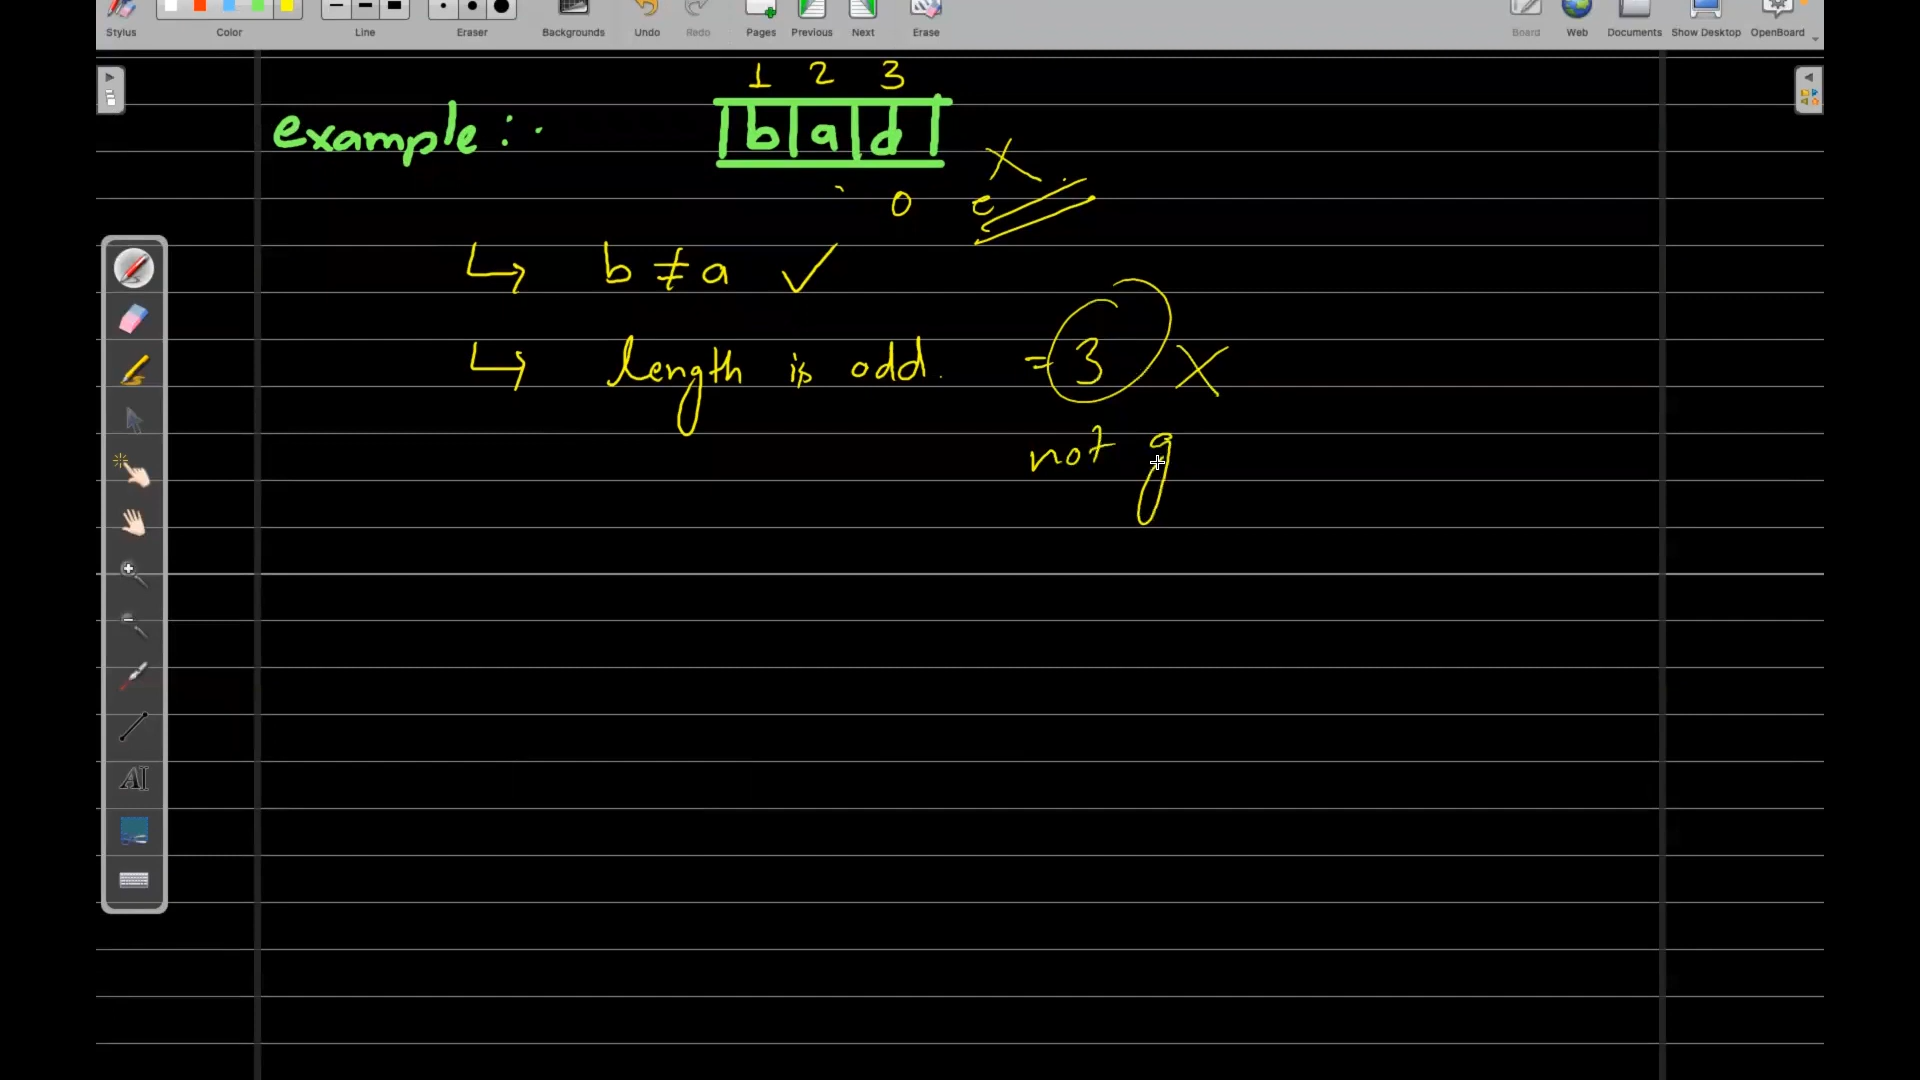 Stylus Color Line Eraser Backgrounds Undo Redo Pages Previous Next Erase Board Web Documents Show Desktop OpenBoard
1 2 3
example : b a d
X
0 e
↳ b ≠ a ✓
↳ length is odd. = 3 X
not g
AI